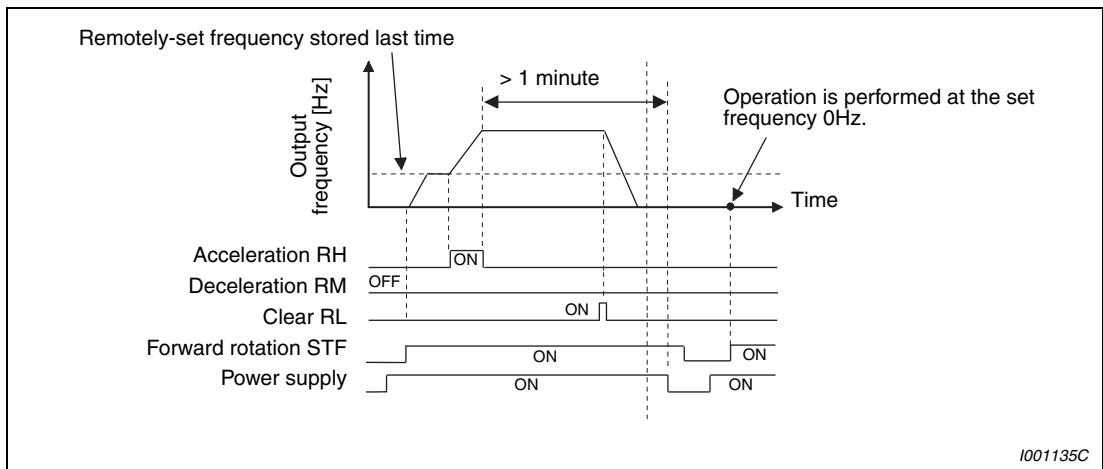 Remotely-set frequency stored last time
> 1 minute
Operation is performed at the set
frequency 0Hz.
Output
frequency [Hz]
Time
Acceleration RH
ON
Deceleration RM
OFF
Clear RL
ON
Forward rotation STF
ON
ON
Power supply
ON
ON
I001135C